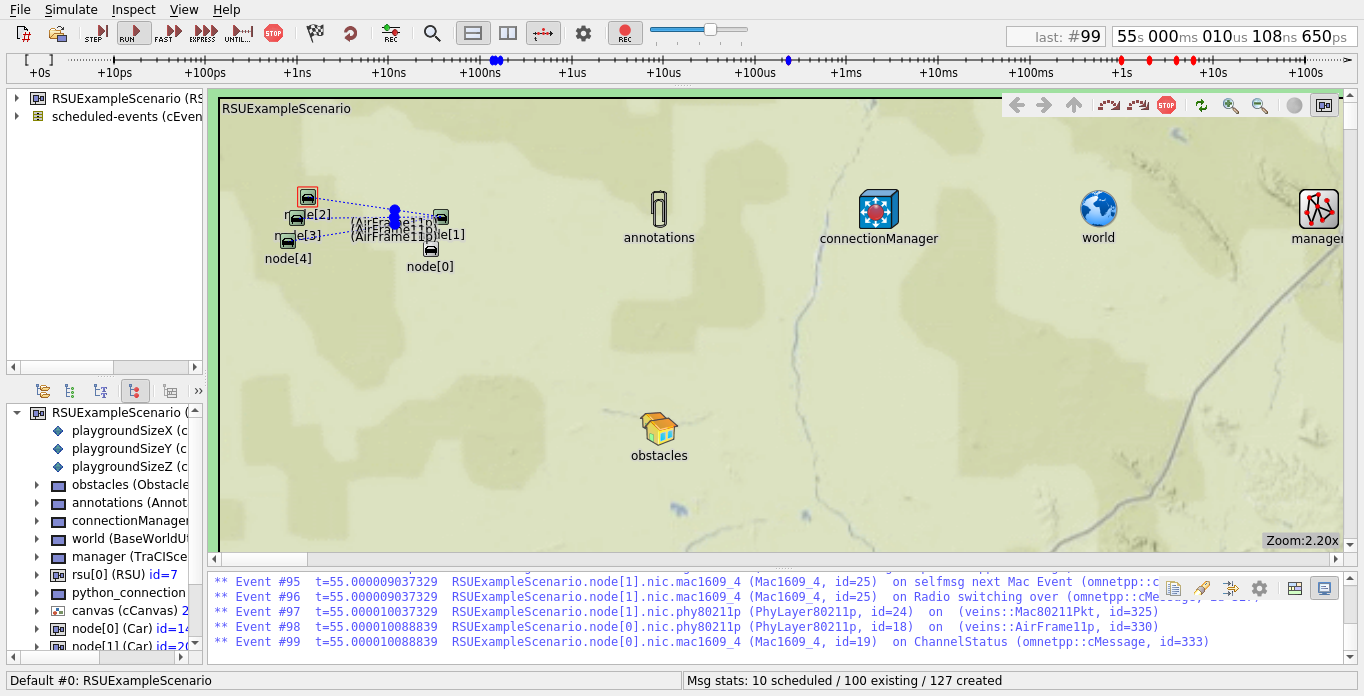 File Simulate Inspect View Help
STEP RUN FAST EXPRESS UNTIL... STOP REC REC
last: #99 55s 000ms 010us 108ns 650ps
+0s +10ps +100ps +1ns +10ns +100ns +1us +10us +100us +1ms +10ms +100ms +1s +10s +100s
RSUExampleScenario (RS
scheduled-events (cEven
RSUExampleScenario
STOP
node[2]
node[3]
node[4]
(AirFrame11p)
(AirFrame11p)
(AirFrame11p)
de[1]
node[0]
annotations
connectionManager
world
manager
obstacles
Zoom:2.20x
RSUExampleScenario (
playgroundSizeX (c
playgroundSizeY (c
playgroundSizeZ (c
obstacles (Obstacle
annotations (Annot
connectionManager
world (BaseWorldUt
manager (TraCISce
rsu[0] (RSU) id=7
python_connection
canvas (cCanvas) 2
node[0] (Car) id=14
node[1] (Car) id=20
** Event #95 t=55.000009037329 RSUExampleScenario.node[1].nic.mac1609_4 (Mac1609_4, id=25) on selfmsg next Mac Event (omnetpp::c
** Event #96 t=55.000009037329 RSUExampleScenario.node[1].nic.mac1609_4 (Mac1609_4, id=25) on Radio switching over (omnetpp::cMessage,
** Event #97 t=55.000010037329 RSUExampleScenario.node[1].nic.phy80211p (PhyLayer80211p, id=24) on (veins::Mac80211Pkt, id=325)
** Event #98 t=55.000010088839 RSUExampleScenario.node[0].nic.phy80211p (PhyLayer80211p, id=18) on (veins::AirFrame11p, id=330)
** Event #99 t=55.000010088839 RSUExampleScenario.node[0].nic.mac1609_4 (Mac1609_4, id=19) on ChannelStatus (omnetpp::cMessage, id=333)
Default #0: RSUExampleScenario
Msg stats: 10 scheduled / 100 existing / 127 created